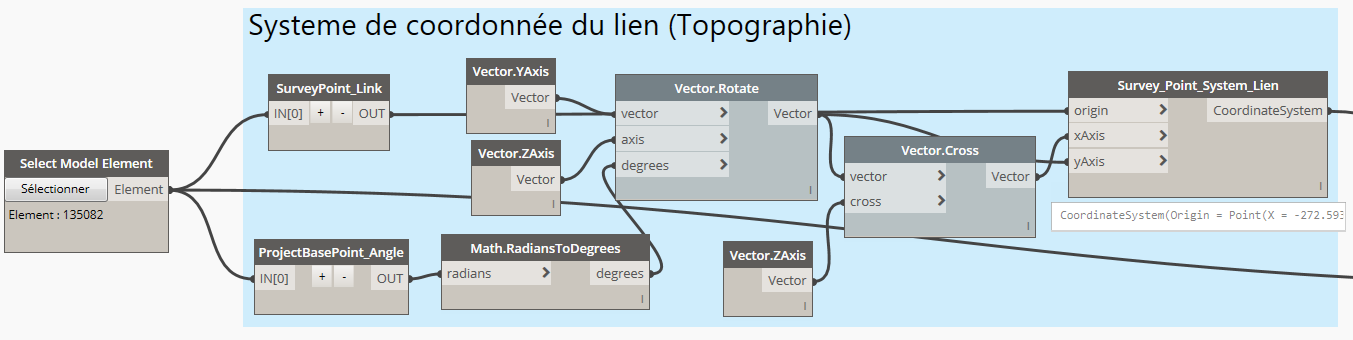 Systeme de coordonnée du lien (Topographie)
Select Model Element
Sélectionner
Element
Element : 135082
SurveyPoint_Link
IN[0] + - OUT
ProjectBasePoint_Angle
IN[0] + - OUT
Vector.YAxis
Vector
l
Vector.ZAxis
Vector
l
Math.RadiansToDegrees
radians > degrees
l
Vector.Rotate
vector > Vector
axis >
degrees >
l
Vector.ZAxis
Vector
l
Vector.Cross
vector > Vector
cross >
l
Survey_Point_System_Lien
origin > CoordinateSystem
xAxis >
yAxis >
l
CoordinateSystem(Origin = Point(X = -272.593